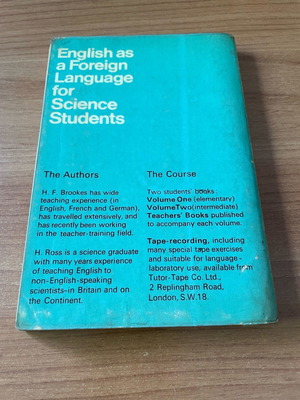 English as
a Foreign
Language
for
Science
Students
The Authors
H. F. Brookes has wide
teaching experience (in
English, French and German),
has travelled extensively, and
has recently been working
in the teacher-training field.
H. Ross is a science graduate
with many years experience
of teaching English to
non-English-speaking
scientists-in Britain and on
the Continent.
The Course
Two students' books:
Volume One (elementary)
Volume Two (intermediate)
Teachers' Books published
to accompany each volume.
Tape-recording, including
many special tape exercises
and suitable for language-
laboratory use, available from
Tutor-Tape Co. Ltd.,
2 Replingham Road,
London, S.W.18.